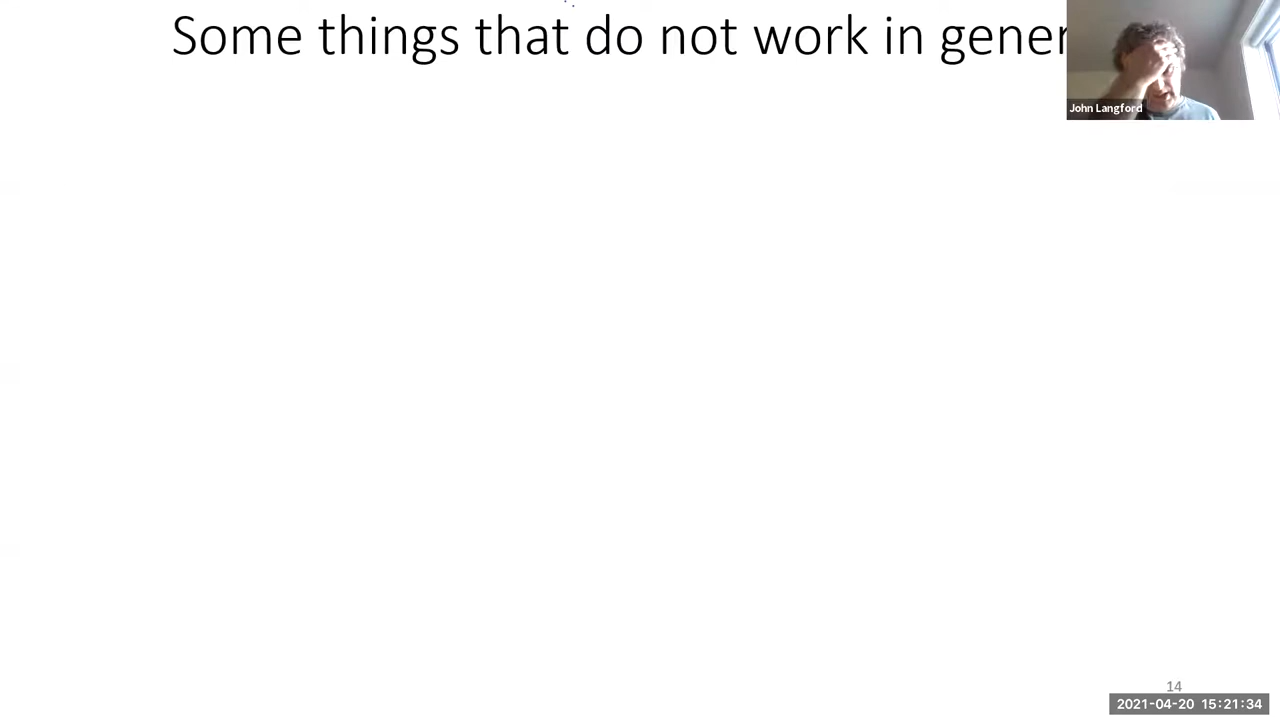 Some things that do not work in gener
John Langford
14
2021-04-20 15:21:34